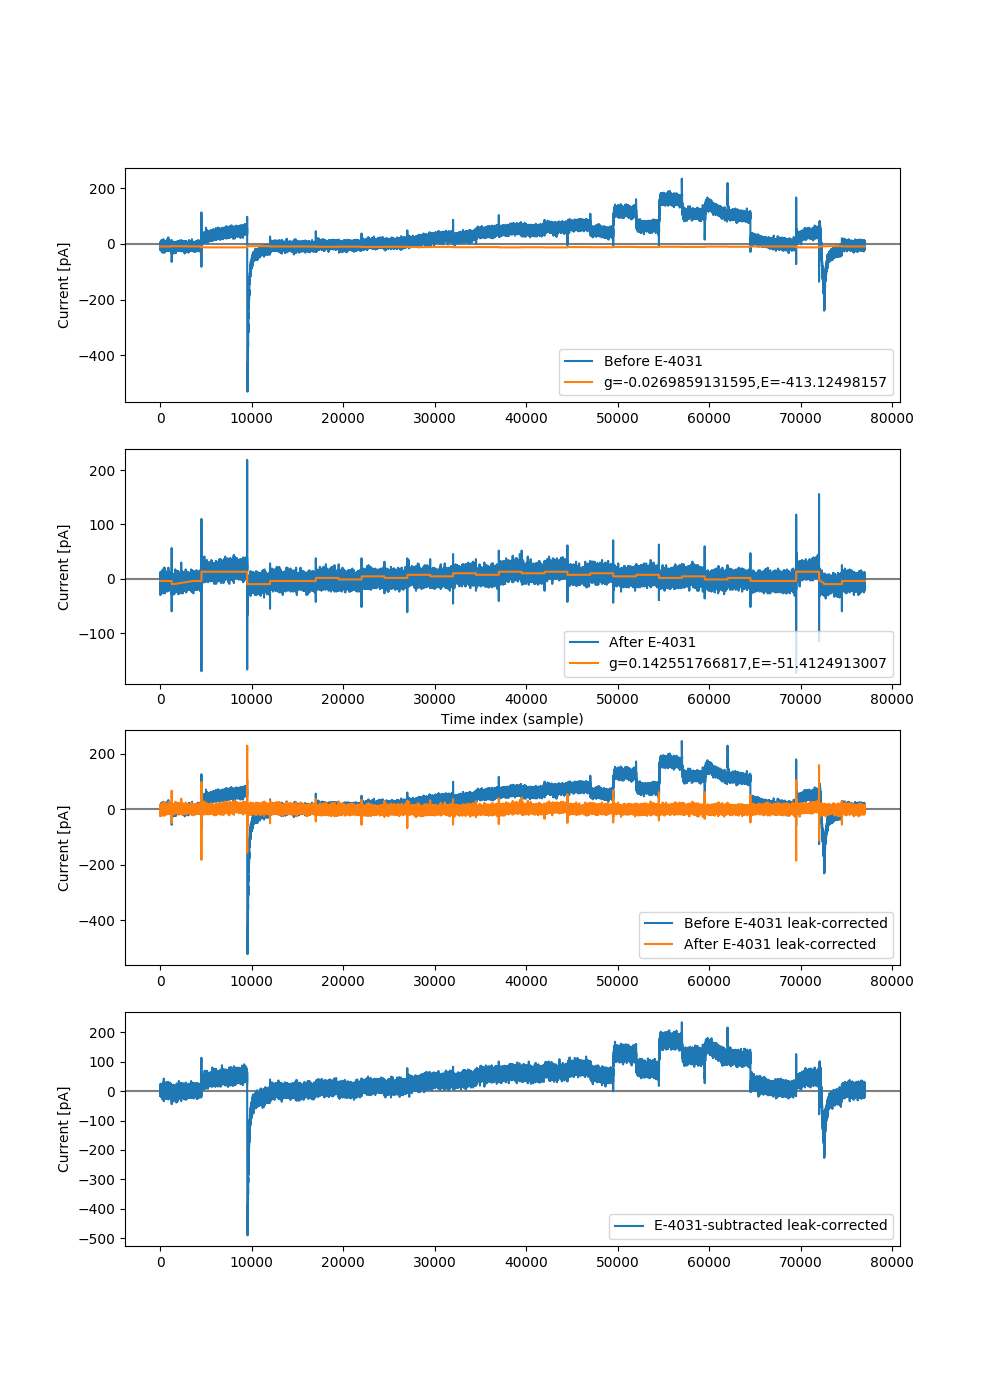 200
0
−200
−400
Current [pA]
Before E-4031
g=-0.0269859131595,E=-413.12498157
0 10000 20000 30000 40000 50000 60000 70000 80000
200
100
0
−100
Current [pA]
After E-4031
g=0.142551766817,E=-51.4124913007
0 10000 20000 30000 40000 50000 60000 70000 80000
Time index (sample)
200
0
−200
−400
Current [pA]
Before E-4031 leak-corrected
After E-4031 leak-corrected
0 10000 20000 30000 40000 50000 60000 70000 80000
200
100
0
−100
−200
−300
−400
−500
Current [pA]
E-4031-subtracted leak-corrected
0 10000 20000 30000 40000 50000 60000 70000 80000